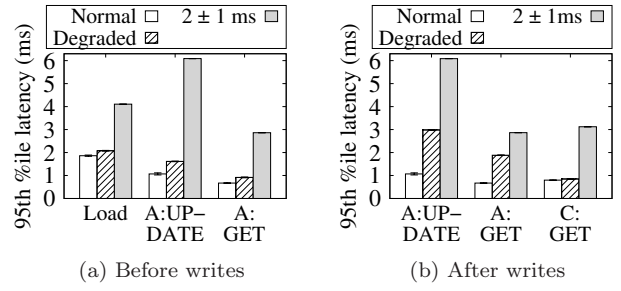 Normal
2 ± 1 ms
Degraded
95th %ile latency (ms)
6
5
4
3
2
1
0
Load
A:UP–
DATE
A:
GET
(a) Before writes
Normal
2 ± 1ms
Degraded
95th %ile latency (ms)
6
5
4
3
2
1
0
A:UP–
DATE
A:
GET
C:
GET
(b) After writes